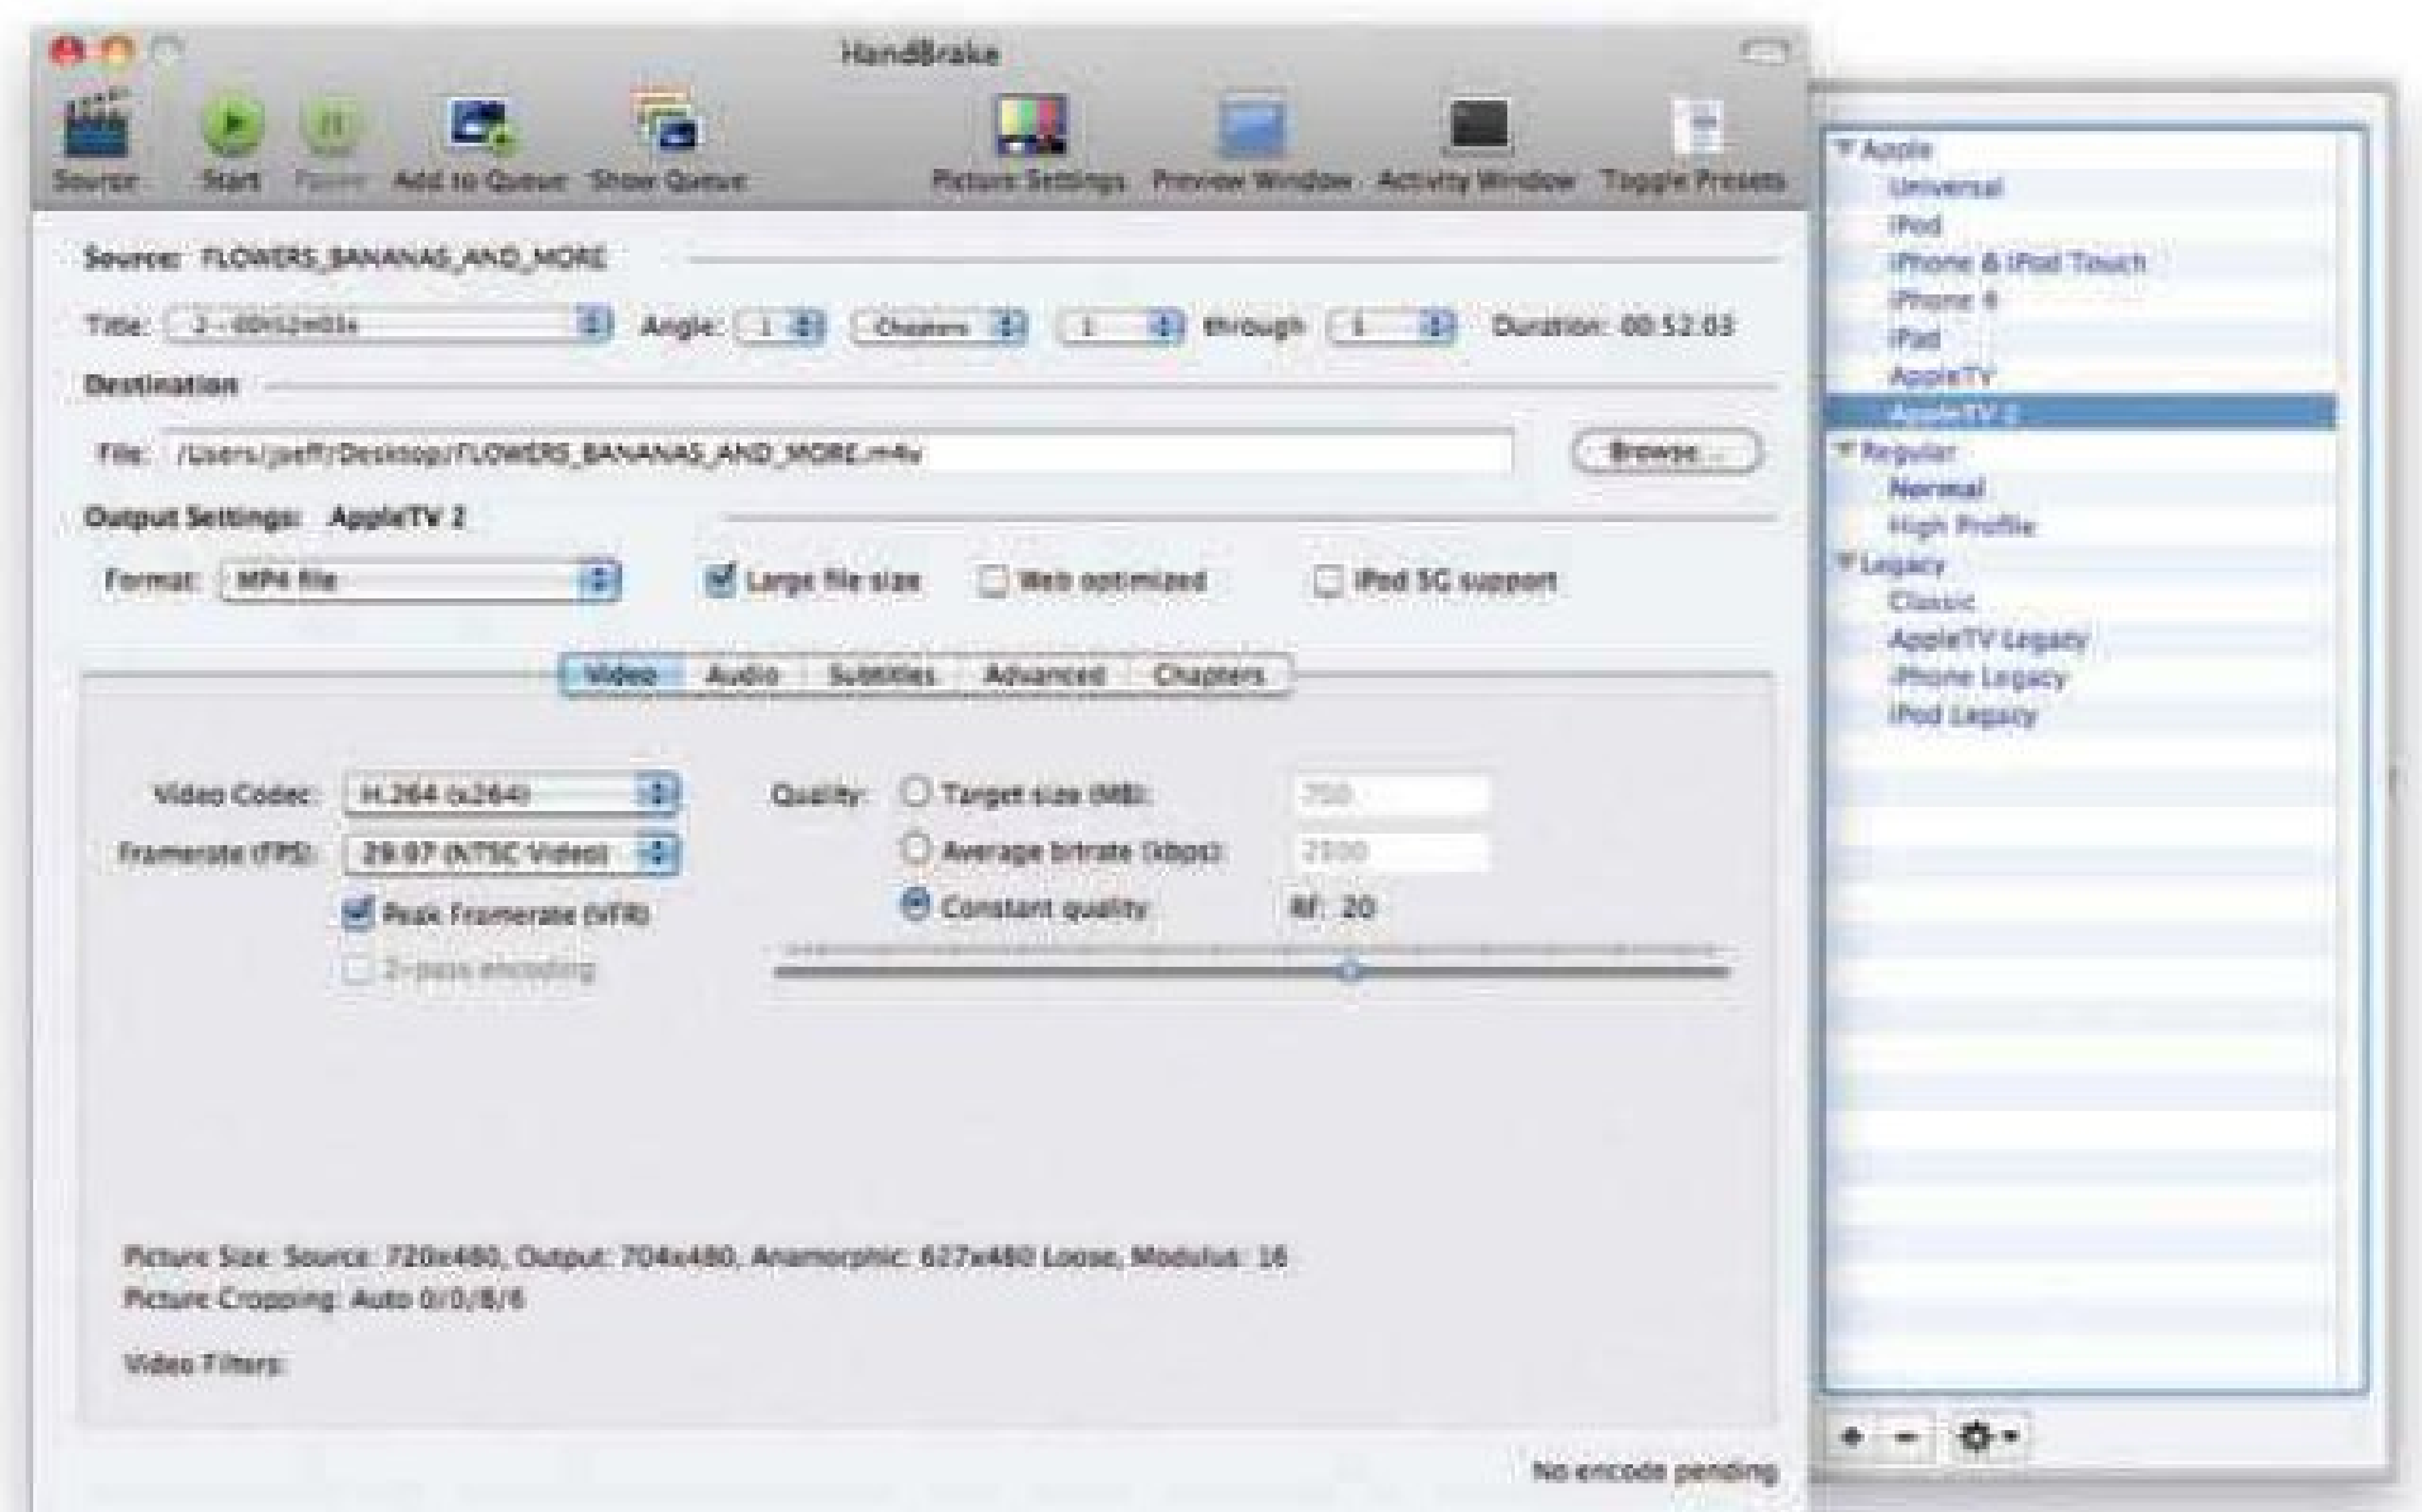 HandBrake
Source Start Pause Add to Queue Show Queue Picture Settings Preview Window Activity Window Toggle Presets
Source: FLOWERS_BANANAS_AND_MORE
Title: Angle: 1 Chapters 1 through 1 Duration: 00:52:03
Destination
File: /Users/joeff/Desktop/FLOWERS_BANANAS_AND_MORE.m4v Browse...
Output Settings: AppleTV 2
Format: MP4 file Large file size Web optimized iPod 5G support
Video Audio Subtitles Advanced Chapters
Video Codec: H.264 (x264) Quality: Target size (MB): 700
Framerate (FPS): 29.97 (NTSC Video) Average bitrate (kbps):
Peak Framerate (VFR) Constant quality RF: 20
2-pass encoding
Picture Size: Source: 720x480, Output: 704x480, Anamorphic: 627x480 Loose, Modulus: 16
Picture Cropping: Auto 0/0/8/6
Video Filters:
No encode pending
Apple
Universal
iPod
iPhone & iPod Touch
iPhone 4
iPad
AppleTV
AppleTV 2
Regular
Normal
High Profile
Legacy
Classic
AppleTV Legacy
iPhone Legacy
iPod Legacy